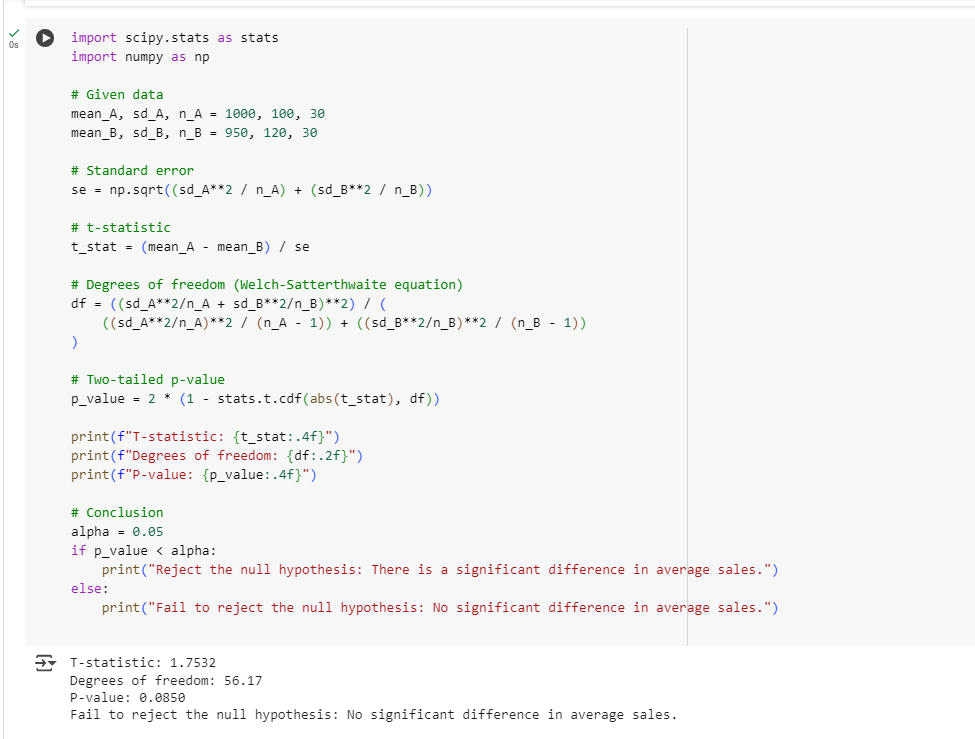 0s
import scipy.stats as stats
import numpy as np
# Given data
mean_A, sd_A, n_A = 1000, 100, 30
mean_B, sd_B, n_B = 950, 120, 30
# Standard error
se = np.sqrt((sd_A**2 / n_A) + (sd_B**2 / n_B))
# t-statistic
t_stat = (mean_A - mean_B) / se
# Degrees of freedom (Welch-Satterthwaite equation)
df = ((sd_A**2/n_A + sd_B**2/n_B)**2) / (
    ((sd_A**2/n_A)**2 / (n_A - 1)) + ((sd_B**2/n_B)**2 / (n_B - 1))
)
# Two-tailed p-value
p_value = 2 * (1 - stats.t.cdf(abs(t_stat), df))
print(f"T-statistic: {t_stat:.4f}")
print(f"Degrees of freedom: {df:.2f}")
print(f"P-value: {p_value:.4f}")
# Conclusion
alpha = 0.05
if p_value < alpha:
    print("Reject the null hypothesis: There is a significant difference in average sales.")
else:
    print("Fail to reject the null hypothesis: No significant difference in average sales.")
T-statistic: 1.7532
Degrees of freedom: 56.17
P-value: 0.0850
Fail to reject the null hypothesis: No significant difference in average sales.